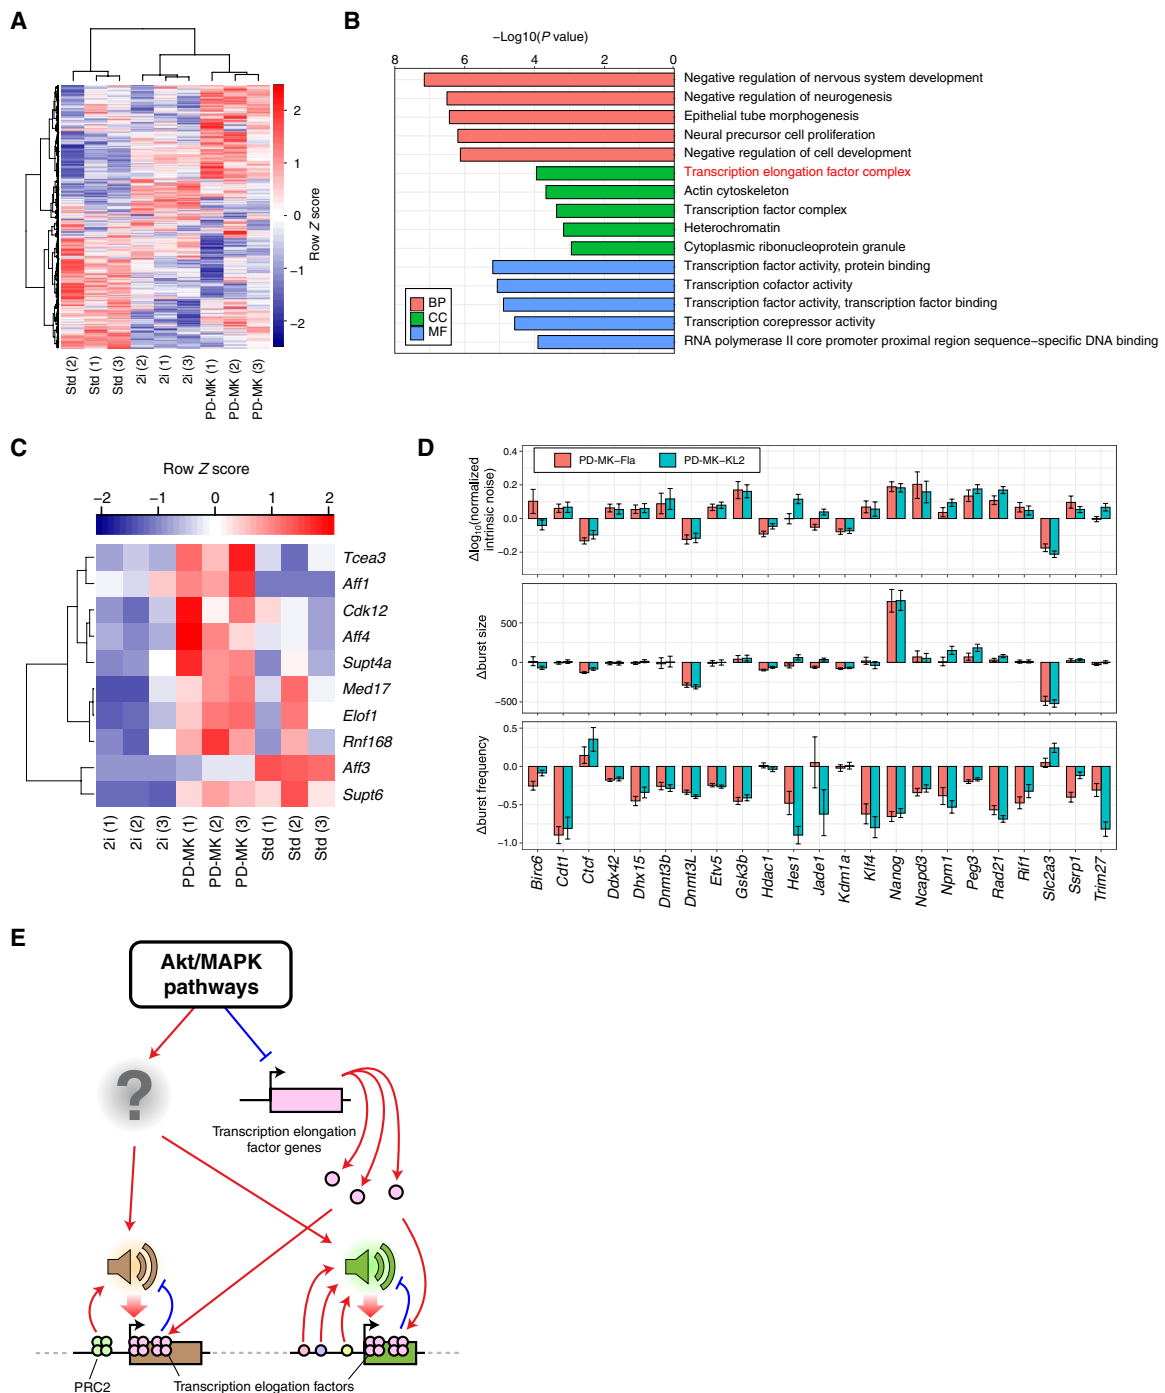 A
2
1
0
−1
−2
Row Z score
Std (2)
Std (1)
Std (3)
2i (2)
2i (1)
2i (3)
PD-MK (1)
PD-MK (2)
PD-MK (3)
B
−Log10(P value)
8 6 4 2 0
Negative regulation of nervous system development
Negative regulation of neurogenesis
Epithelial tube morphogenesis
Neural precursor cell proliferation
Negative regulation of cell development
Transcription elongation factor complex
Actin cytoskeleton
Transcription factor complex
Heterochromatin
Cytoplasmic ribonucleoprotein granule
Transcription factor activity, protein binding
Transcription cofactor activity
Transcription factor activity, transcription factor binding
Transcription corepressor activity
RNA polymerase II core promoter proximal region sequence−specific DNA binding
BP
CC
MF
C
Row Z score
−2 −1 0 1 2
Tcea3
Aff1
Cdk12
Aff4
Supt4a
Med17
Elof1
Rnf168
Aff3
Supt6
2i (1)
2i (2)
2i (3)
PD-MK (1)
PD-MK (2)
PD-MK (3)
Std (1)
Std (2)
Std (3)
D
PD-MK−Fla PD-MK−KL2
Δlog10(normalized
intrinsic noise)
0.4
0.2
0.0
−0.2
Δburst size
500
0
−500
Δburst frequency
0.5
0.0
−0.5
−1.0
Birc6
Cdt1
Ctcf
Ddx42
Dhx15
Dnmt3b
Dnmt3L
Etv5
Gsk3b
Hdac1
Hes1
Jade1
Kdm1a
Klf4
Nanog
Ncapd3
Npm1
Peg3
Rad21
Rif1
Slc2a3
Ssrp1
Trim27
E
Akt/MAPK
pathways
?
Transcription elongation
factor genes
PRC2
Transcription elogation factors